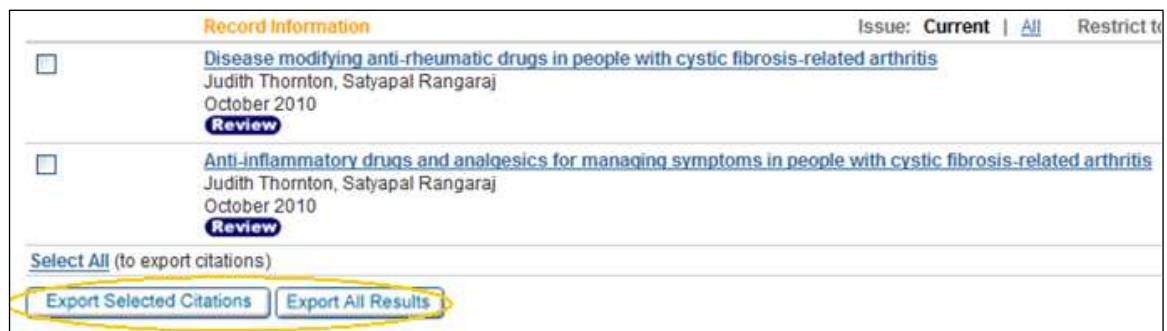 Record Information Issue: Current | All Restrict to
Disease modifying anti-rheumatic drugs in people with cystic fibrosis-related arthritis
Judith Thornton, Satyapal Rangaraj
October 2010
Review
Anti-inflammatory drugs and analgesics for managing symptoms in people with cystic fibrosis-related arthritis
Judith Thornton, Satyapal Rangaraj
October 2010
Review
Select All (to export citations)
Export Selected Citations Export All Results